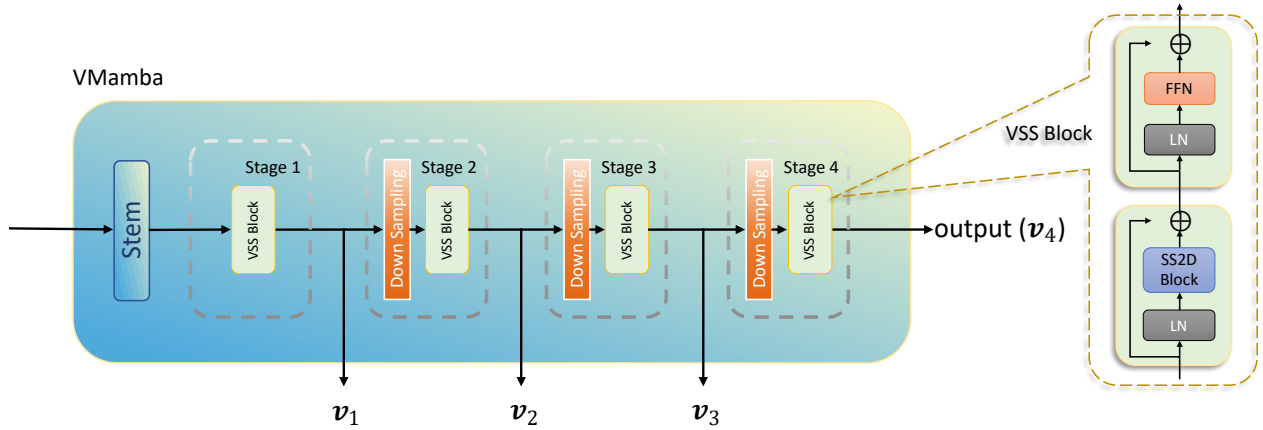 VMamba
Stem
Stage 1
VSS Block
Down Sampling
Stage 2
VSS Block
Down Sampling
Stage 3
VSS Block
Down Sampling
Stage 4
VSS Block
output (𝒗₄)
𝒗₁
𝒗₂
𝒗₃
VSS Block
FFN
LN
SS2D
Block
LN